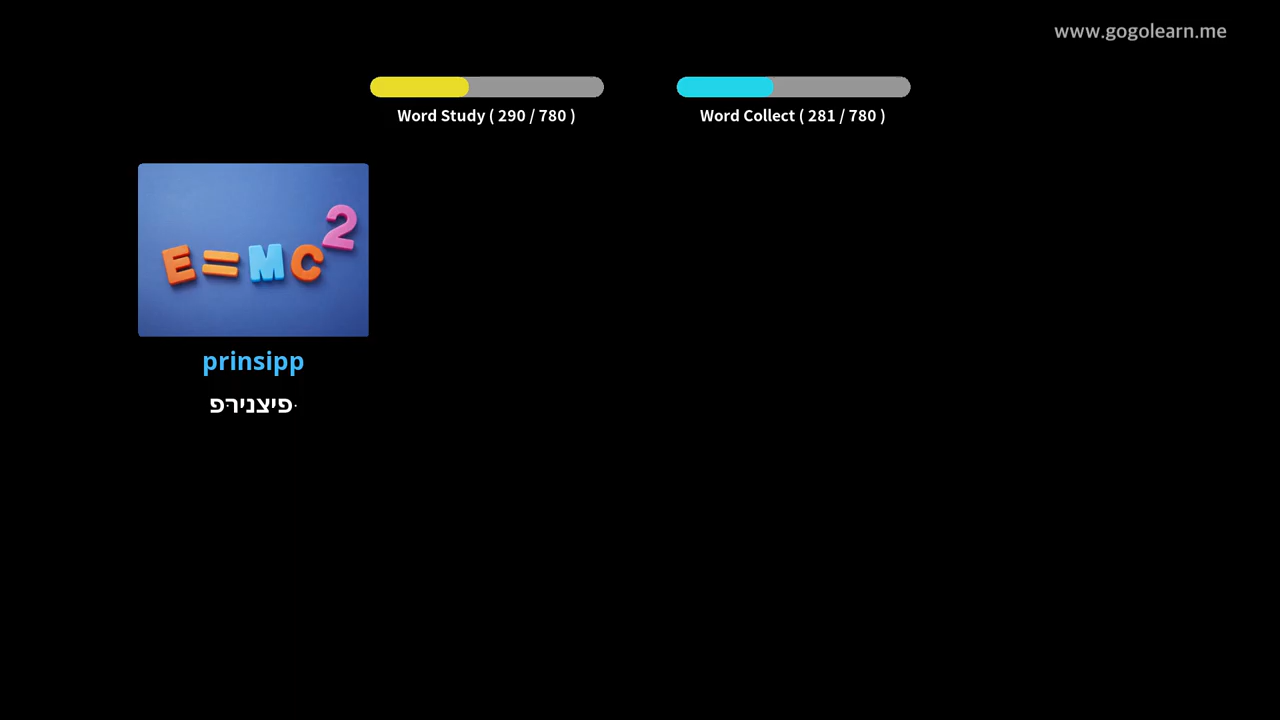 www.gogolearn.me
Word Study ( 290 / 780 )
Word Collect ( 281 / 780 )
E=MC²
prinsipp
פּרינציפּ